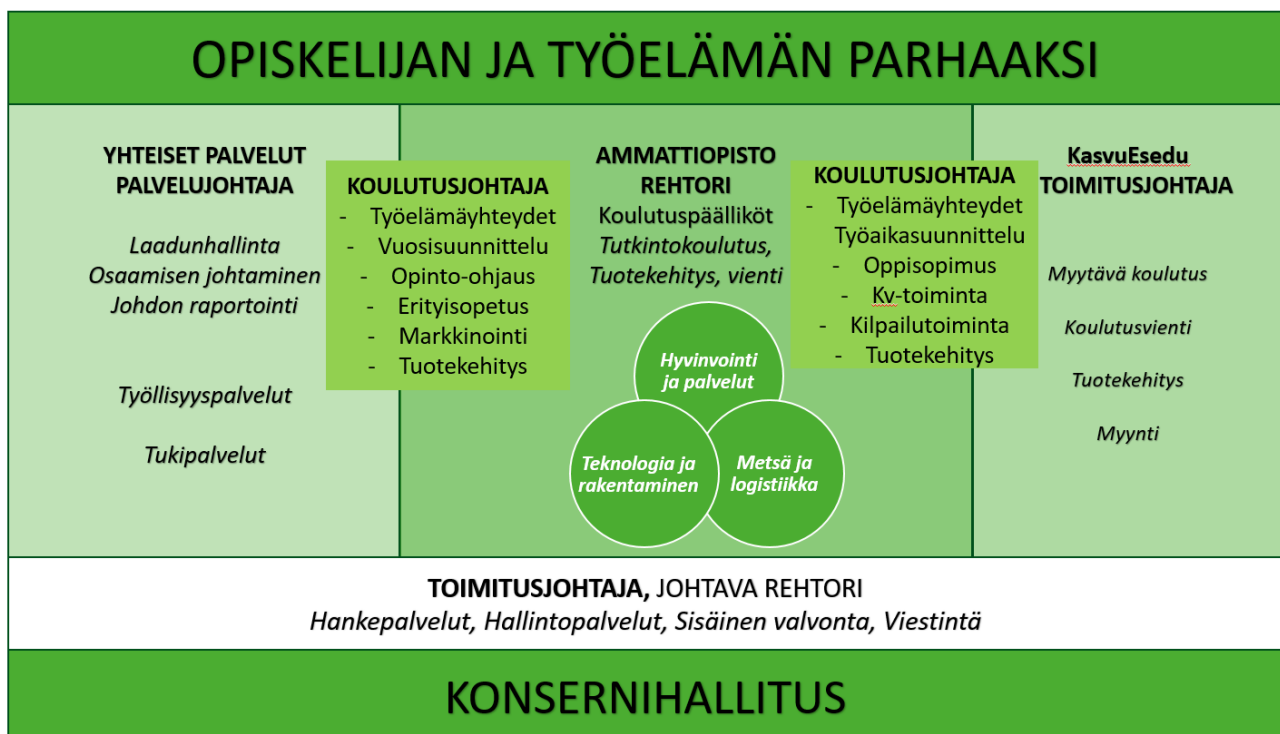 OPISKELIJAN JA TYÖELÄMÄN PARHAAKSI
YHTEISET PALVELUT
PALVELUJOHTAJA
Laadunhallinta
Osaamisen johtaminen
Johdon raportointi
Työllisyyspalvelut
Tukipalvelut
KOULUTUSJOHTAJA
- Työelämäyhteydet
- Vuosisuunnittelu
- Opinto-ohjaus
- Erityisopetus
- Markkinointi
- Tuotekehitys
AMMATTIOPISTO
REHTORI
Koulutuspäälliköt
Tutkintokoulutus,
Tuotekehitys, vienti
Hyvinvointi
ja palvelut
Teknologia ja
rakentaminen
Metsä ja
logistiikka
KOULUTUSJOHTAJA
- Työelämäyhteydet
Työaikasuunnittelu
- Oppisopimus
- Kv-toiminta
- Kilpailutoiminta
- Tuotekehitys
KasvuEsedu
TOIMITUSJOHTAJA
Myytävä koulutus
Koulutusvienti
Tuotekehitys
Myynti
TOIMITUSJOHTAJA, JOHTAVA REHTORI
Hankepalvelut, Hallintopalvelut, Sisäinen valvonta, Viestintä
KONSERNIHALLITUS